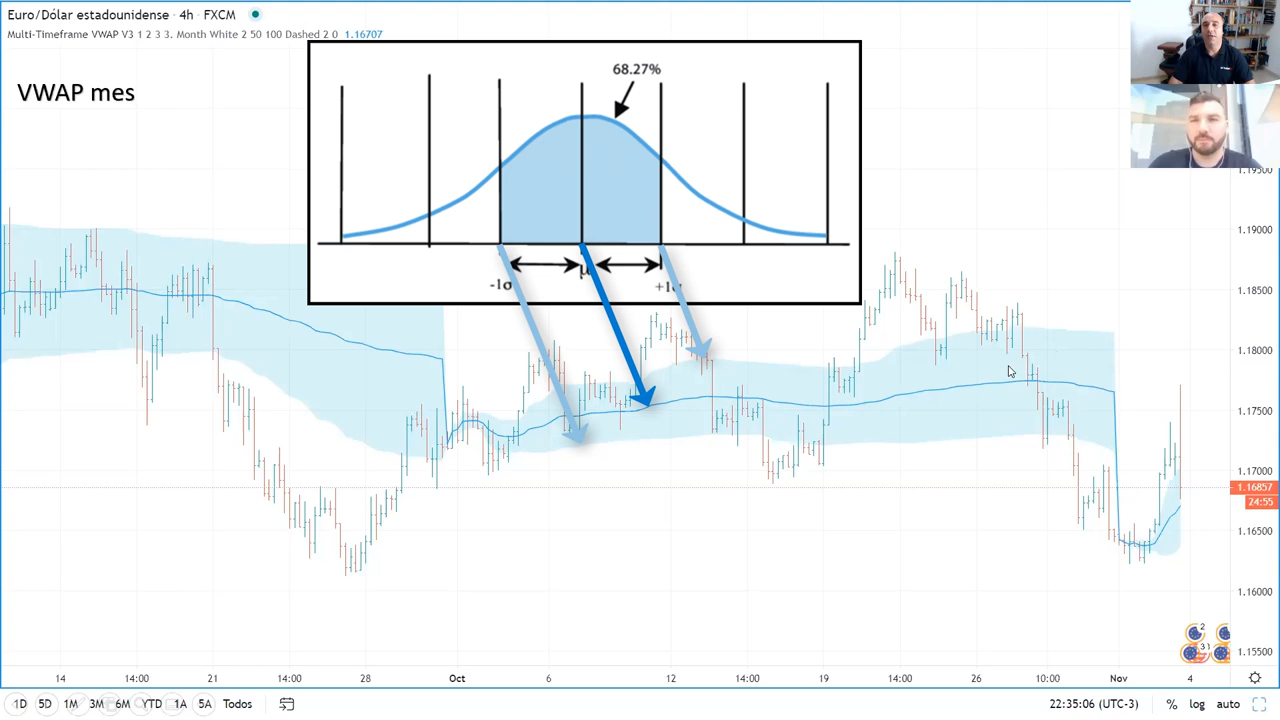 Euro/Dólar estadounidense · 4h · FXCM
Multi-Timeframe VWAP V3 1 2 3 3. Month White 2 50 100 Dashed 2 0 1.16707
VWAP mes
68.27%
-1σ μ +1σ
1.19500
1.19000
1.18500
1.18000
1.17500
1.17000
1.16857
24:55
1.16500
1.16000
1.15500
2
3
14 14:00 21 14:00 28 Oct 6 12 14:00 19 26 10:00 Nov 4
1D 5D 1M 3M 6M YTD 1A 5A Todos
22:35:06 (UTC-3) % log auto